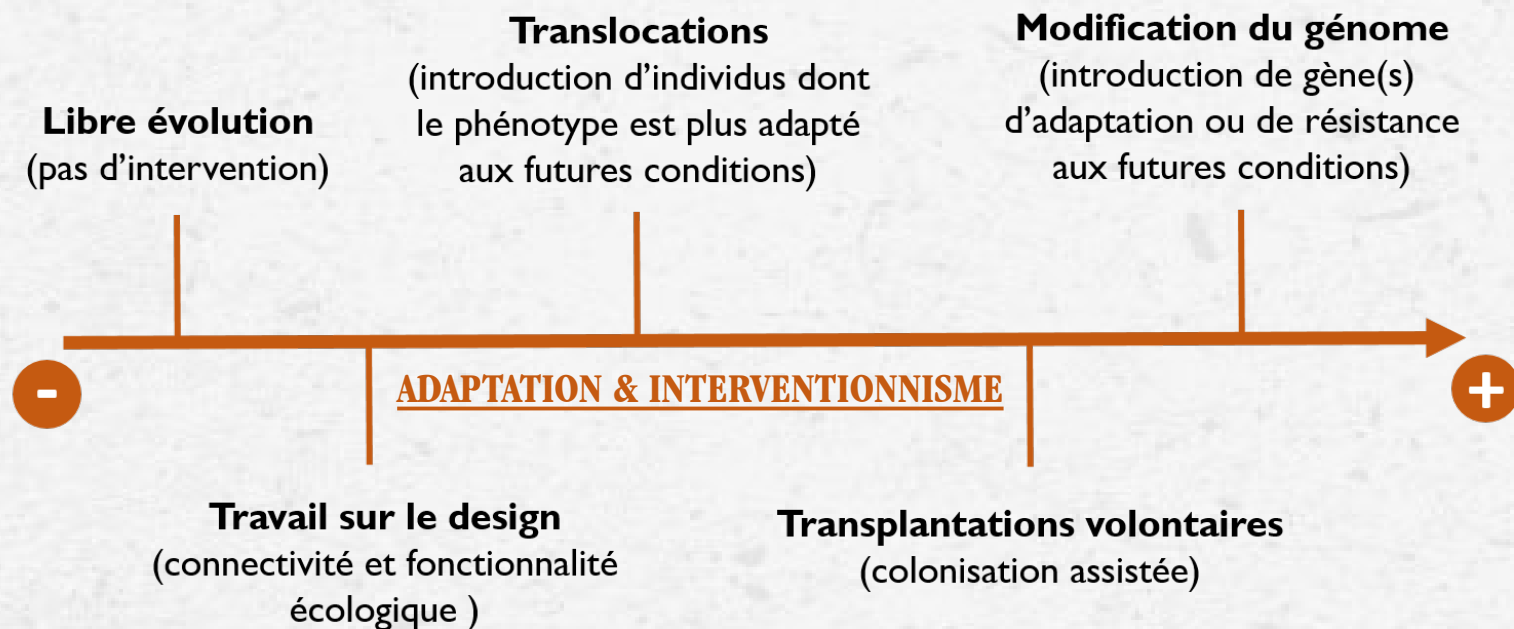 Libre évolution
(pas d'intervention)
Translocations
(introduction d'individus dont
le phénotype est plus adapté
aux futures conditions)
Modification du génome
(introduction de gène(s)
d'adaptation ou de résistance
aux futures conditions)
-
ADAPTATION & INTERVENTIONNISME
+
Travail sur le design
(connectivité et fonctionnalité
écologique )
Transplantations volontaires
(colonisation assistée)